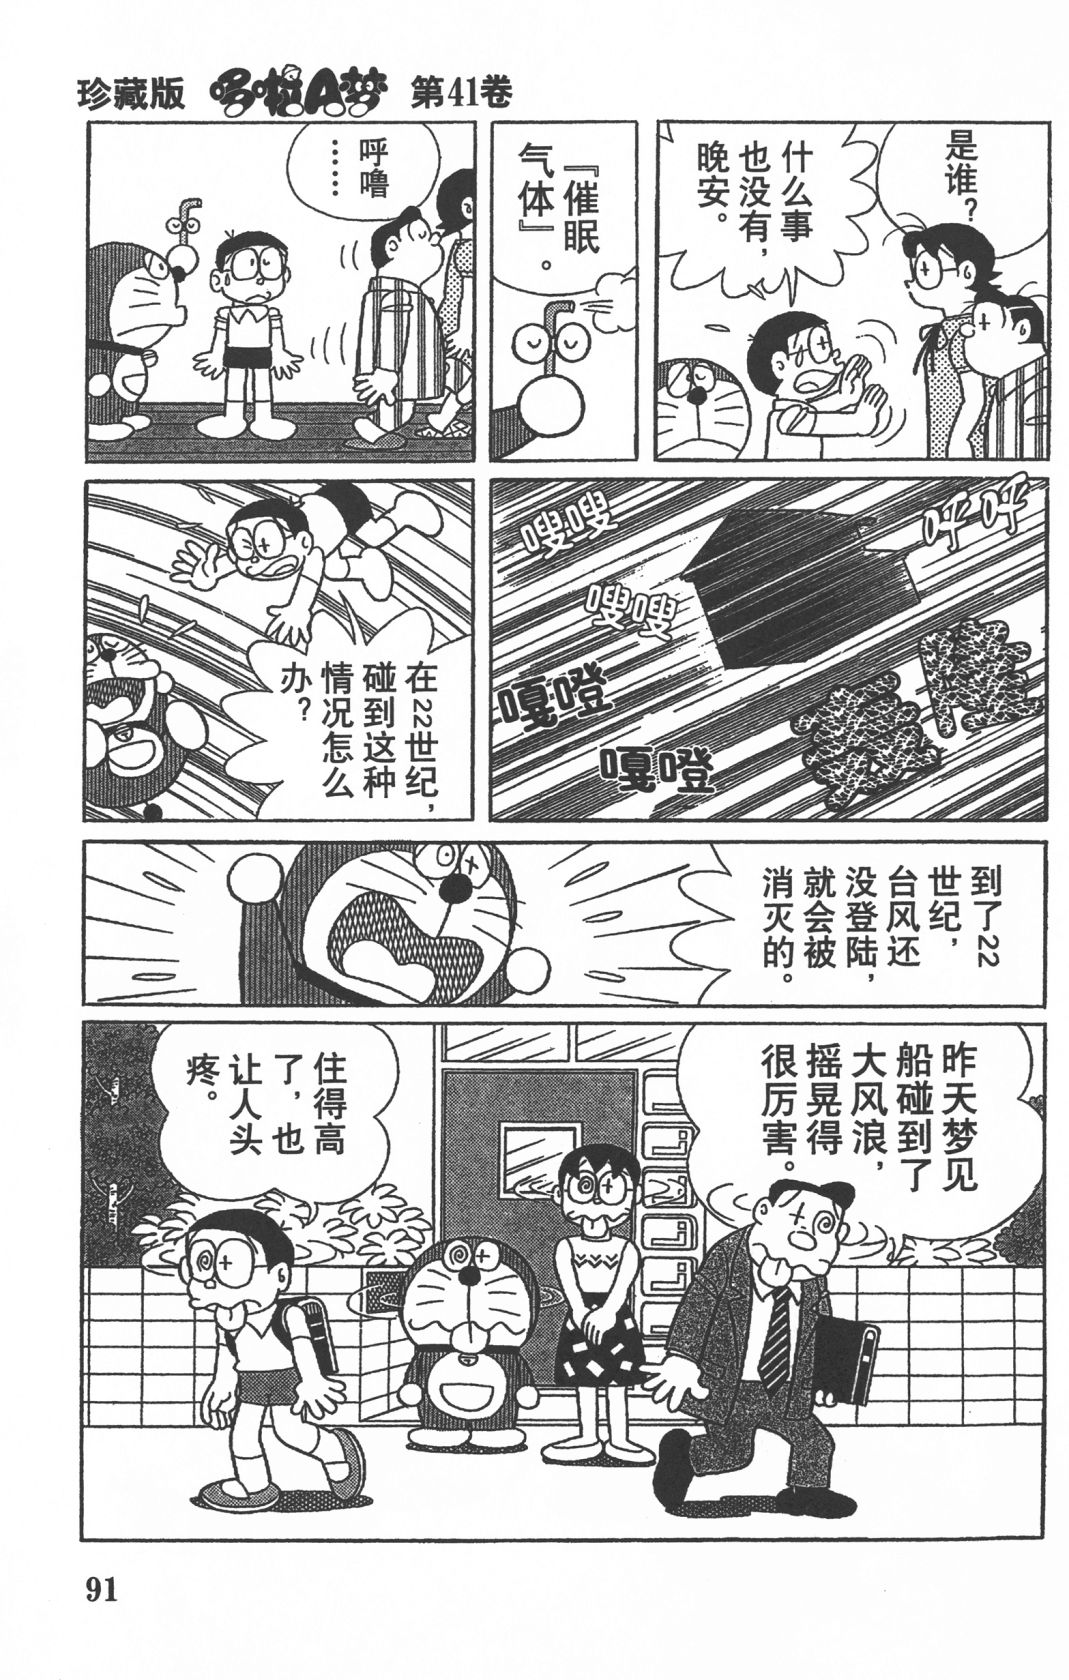 珍藏版 哆啦A梦 第41卷
是谁？
什么事
也没有，
晚安。
『催眠
气体』。
呼噜
……
呼呼
嗖嗖
嗖嗖
嘎噔
嘎噔
在22世纪，
碰到这种
情况怎么
办？
到了22
世纪，
台风还
没登陆，
就会被
消灭的。
昨天梦见
船碰到了
大风浪，
摇晃得
很厉害。
住得高
了，也
让人头
疼。
91